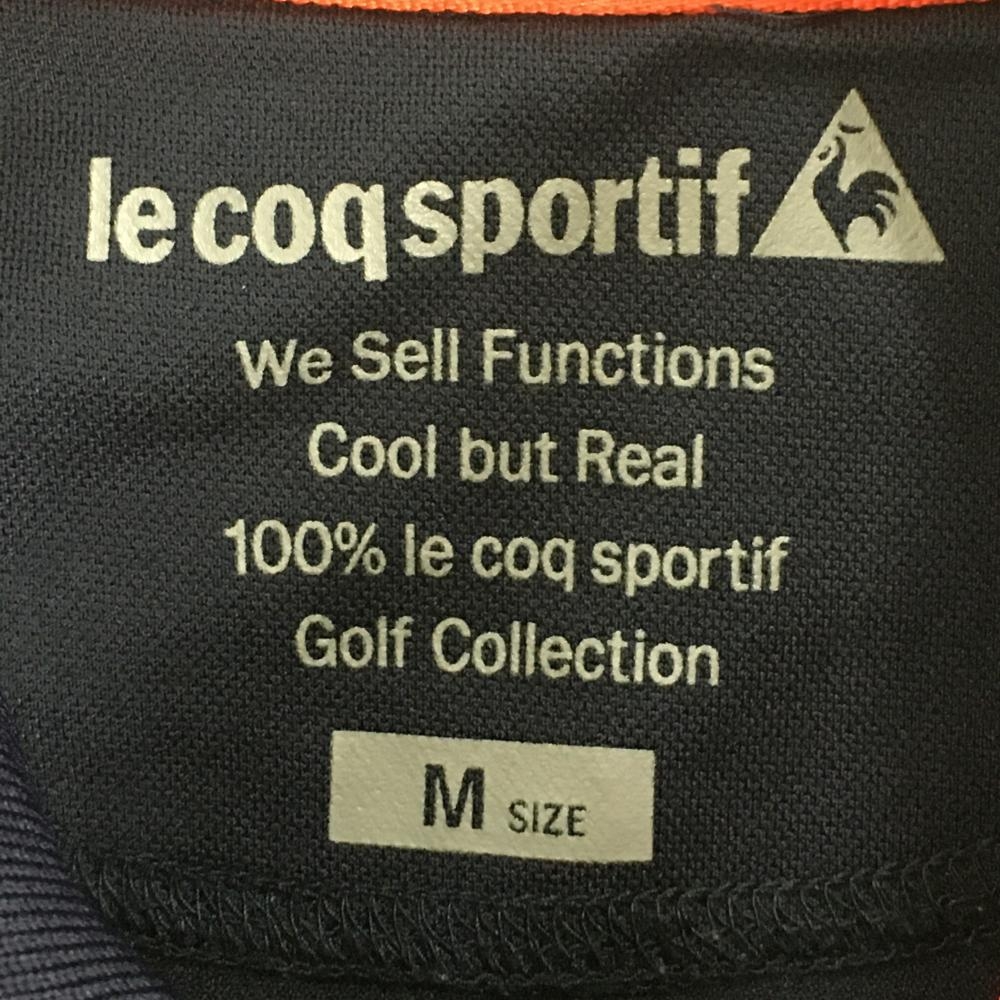 le coq sportif
We Sell Functions
Cool but Real
100% le coq sportif
Golf Collection
M SIZE